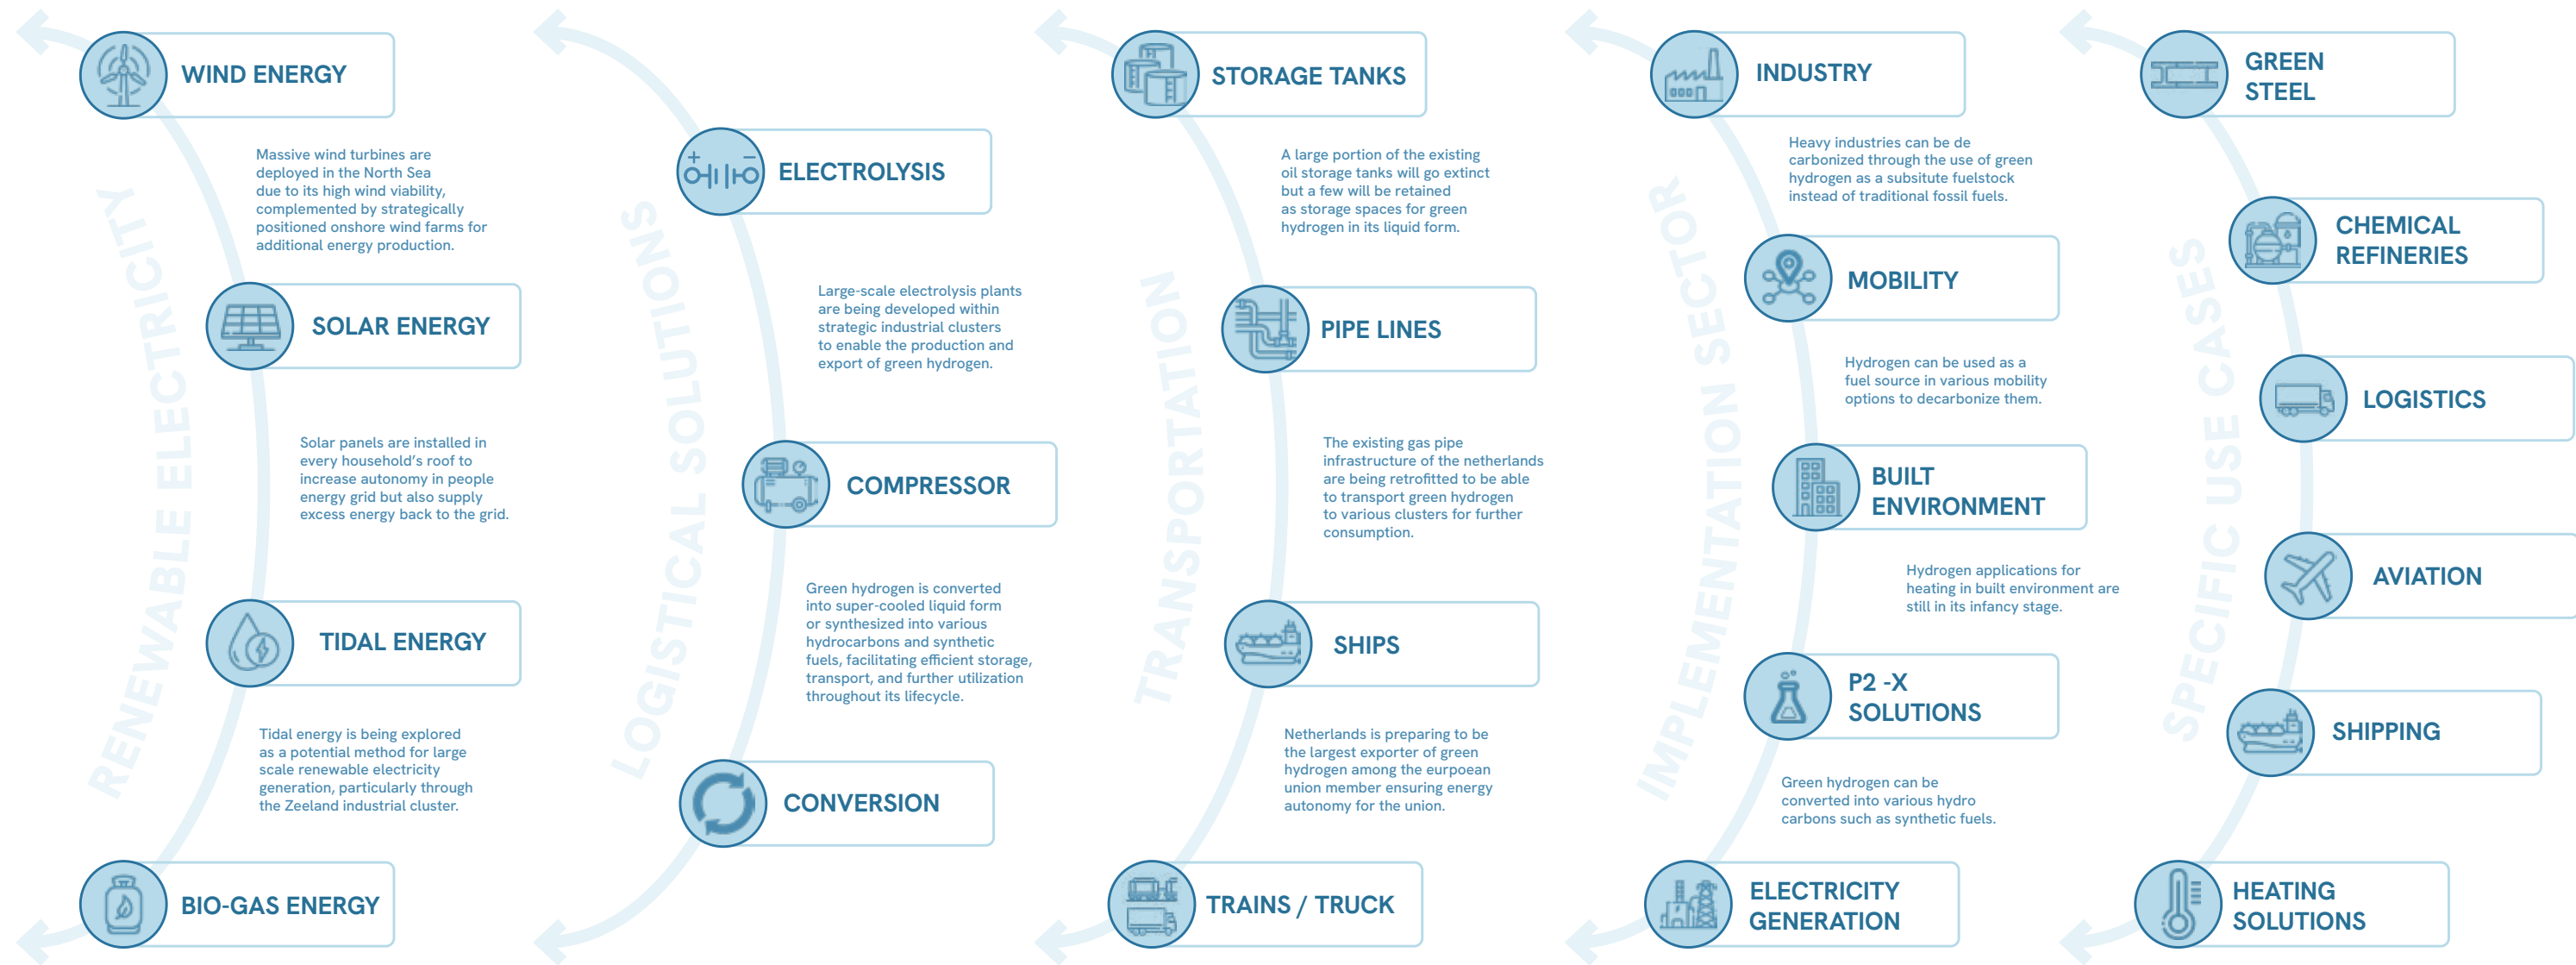 RENEWABLE ELECTRICITY
WIND ENERGY
Massive wind turbines are
deployed in the North Sea
due to its high wind viability,
complemented by strategically
positioned onshore wind farms for
additional energy production.
SOLAR ENERGY
Solar panels are installed in
every household's roof to
increase autonomy in people
energy grid but also supply
excess energy back to the grid.
TIDAL ENERGY
Tidal energy is being explored
as a potential method for large
scale renewable electricity
generation, particularly through
the Zeeland industrial cluster.
BIO-GAS ENERGY
LOGISTICAL SOLUTIONS
ELECTROLYSIS
Large-scale electrolysis plants
are being developed within
strategic industrial clusters
to enable the production and
export of green hydrogen.
COMPRESSOR
Green hydrogen is converted
into super-cooled liquid form
or synthesized into various
hydrocarbons and synthetic
fuels, facilitating efficient storage,
transport, and further utilization
throughout its lifecycle.
CONVERSION
TRANSPORTATION
STORAGE TANKS
A large portion of the existing
oil storage tanks will go extinct
but a few will be retained
as storage spaces for green
hydrogen in its liquid form.
PIPE LINES
The existing gas pipe
infrastructure of the netherlands
are being retrofitted to be able
to transport green hydrogen
to various clusters for further
consumption.
SHIPS
Netherlands is preparing to be
the largest exporter of green
hydrogen among the eurpoean
union member ensuring energy
autonomy for the union.
TRAINS / TRUCK
IMPLEMENTATION SECTOR
INDUSTRY
Heavy industries can be de
carbonized through the use of green
hydrogen as a subsitute fuelstock
instead of traditional fossil fuels.
MOBILITY
Hydrogen can be used as a
fuel source in various mobility
options to decarbonize them.
BUILT
ENVIRONMENT
Hydrogen applications for
heating in built environment are
still in its infancy stage.
P2 -X
SOLUTIONS
Green hydrogen can be
converted into various hydro
carbons such as synthetic fuels.
ELECTRICITY
GENERATION
SPECIFIC USE CASES
GREEN
STEEL
CHEMICAL
REFINERIES
LOGISTICS
AVIATION
SHIPPING
HEATING
SOLUTIONS